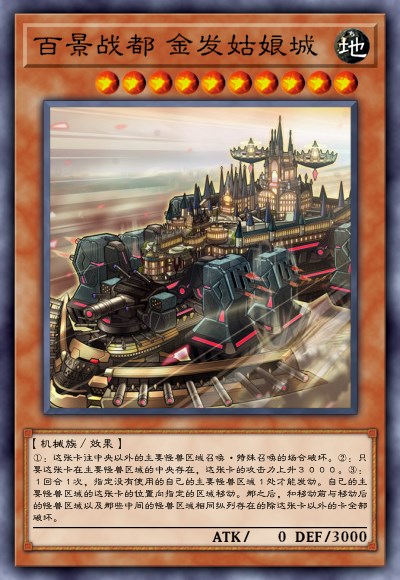 百景战都 金发姑娘城
地
【机械族/效果】
①：这张卡往中央以外的主要怪兽区域召唤·特殊召唤的场合破坏。②：只
要这张卡在主要怪兽区域的中央存在，这张卡的攻击力上升3000。③：
1回合1次，指定没有使用的自己的主要怪兽区域1处才能发动。自己的主
要怪兽区域的这张卡的位置向指定的区域移动。那之后，和移动前与移动后
的怪兽区域以及那些中间的怪兽区域相同纵列存在的除这张卡以外的卡全部
破坏。
ATK/ 0 DEF/3000